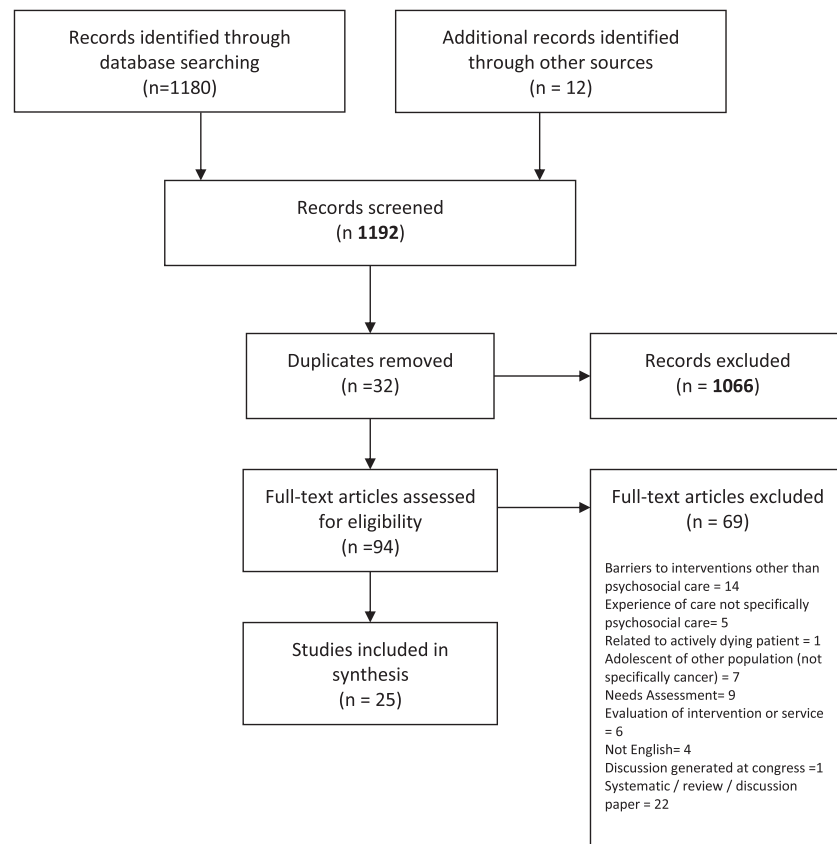 Records identified through
database searching
(n=1180)
Additional records identified
through other sources
(n = 12)
Records screened
(n 1192)
Duplicates removed
(n =32)
Records excluded
(n = 1066)
Full-text articles assessed
for eligibility
(n =94)
Full-text articles excluded
(n = 69)
Barriers to interventions other than
psychosocial care = 14
Experience of care not specifically
psychosocial care= 5
Related to actively dying patient = 1
Adolescent of other population (not
specifically cancer) = 7
Needs Assessment= 9
Evaluation of intervention or service
= 6
Not English= 4
Discussion generated at congress =1
Systematic / review / discussion
paper = 22
Studies included in
synthesis
(n = 25)